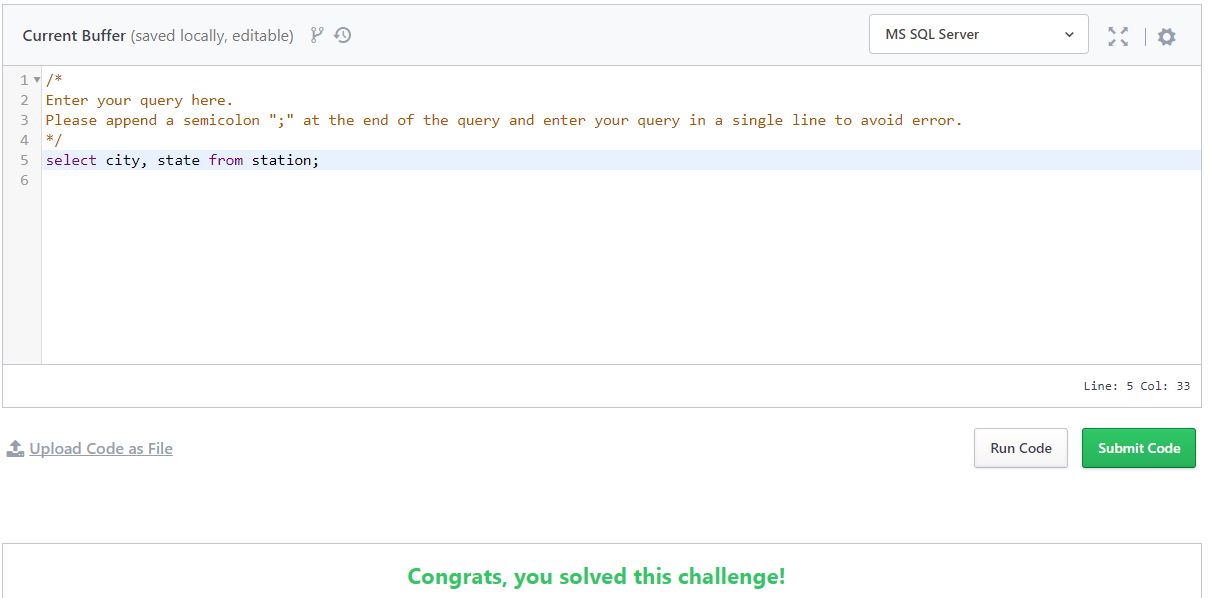 Current Buffer (saved locally, editable)
MS SQL Server
1 /*
2 Enter your query here.
3 Please append a semicolon ";" at the end of the query and enter your query in a single line to avoid error.
4 */
5 select city, state from station;
6
Line: 5 Col: 33
Upload Code as File
Run Code
Submit Code
Congrats, you solved this challenge!